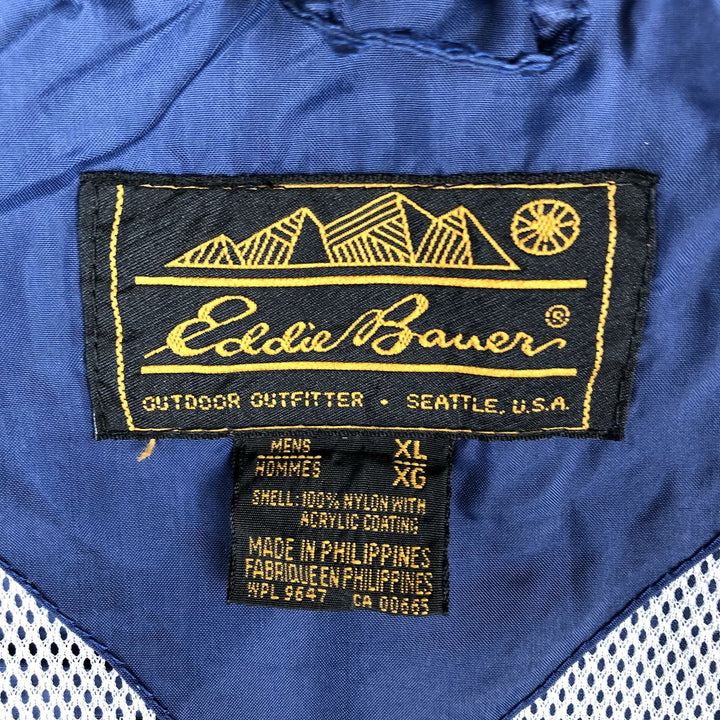 Eddie Bauer ®
OUTDOOR OUTFITTER • SEATTLE, U.S.A.
MENS XL
HOMMES XG
SHELL: 100% NYLON WITH
ACRYLIC COATING
MADE IN PHILIPPINES
FABRIQUE EN PHILIPPINES
WPL 9647 CA 00665